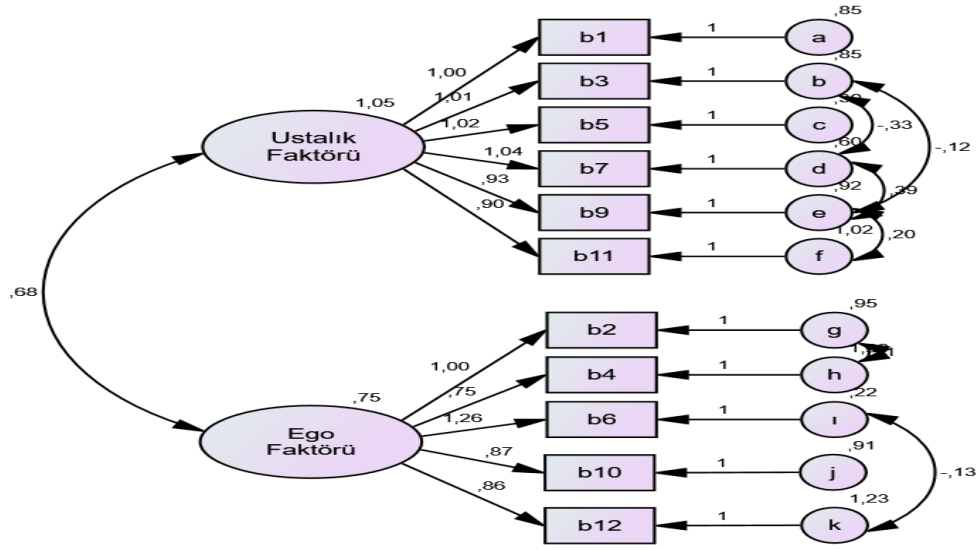 ,85
b1
1
a
1,00
,85
b3
1
b
1,01
1,05
b5
1
c
1,02
-,33
Ustalık
Faktörü
,60
b7
1
d
1,04
-,12
,92
b9
1
e
,93
,39
b11
1
f
,90
1,02
,20
,68
,95
b2
1
g
1,00
b4
1
h
,75
,75
,22
b6
1
ı
1,26
Ego
Faktörü
,91
b10
1
j
,87
-,13
1,23
b12
1
k
,86